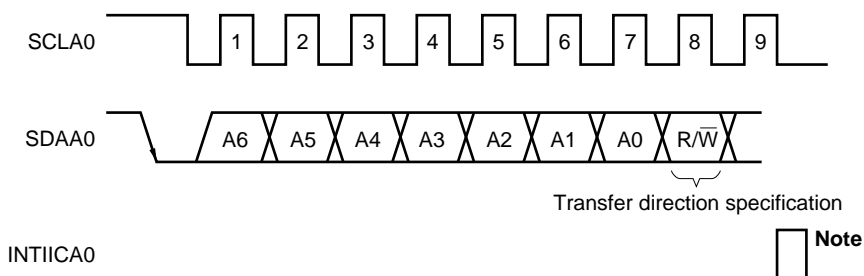 SCLA0 1 2 3 4 5 6 7 8 9
SDAA0 A6 A5 A4 A3 A2 A1 A0 R/W̅
Transfer direction specification
INTIICA0 Note